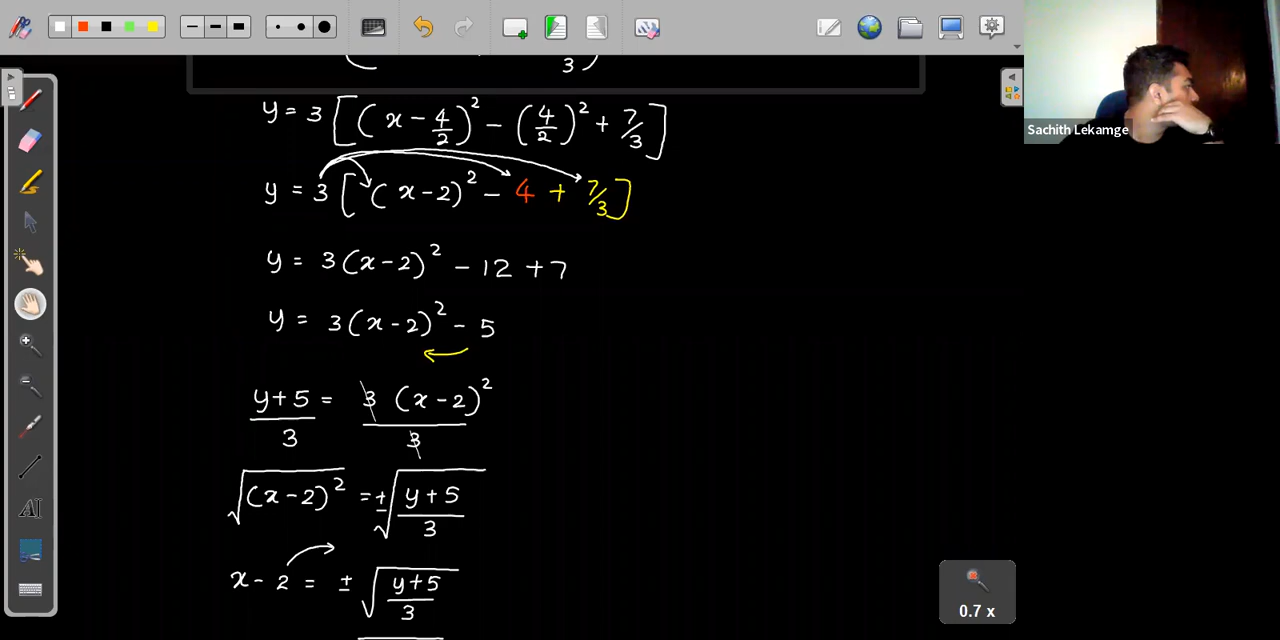 3
y = 3 [ ( x - 4/2 )² - ( 4/2 )² + 7/3 ]
Sachith Lekamge
y = 3 [ ( x - 2 )² - 4 + 7/3 ]
y = 3 ( x - 2 )² - 12 + 7
y = 3 ( x - 2 )² - 5
(y + 5)/3 = 3 ( x - 2 )² / 3
√( x - 2 )² = ± √((y + 5)/3)
x - 2 = ± √((y + 5)/3)
0.7 x